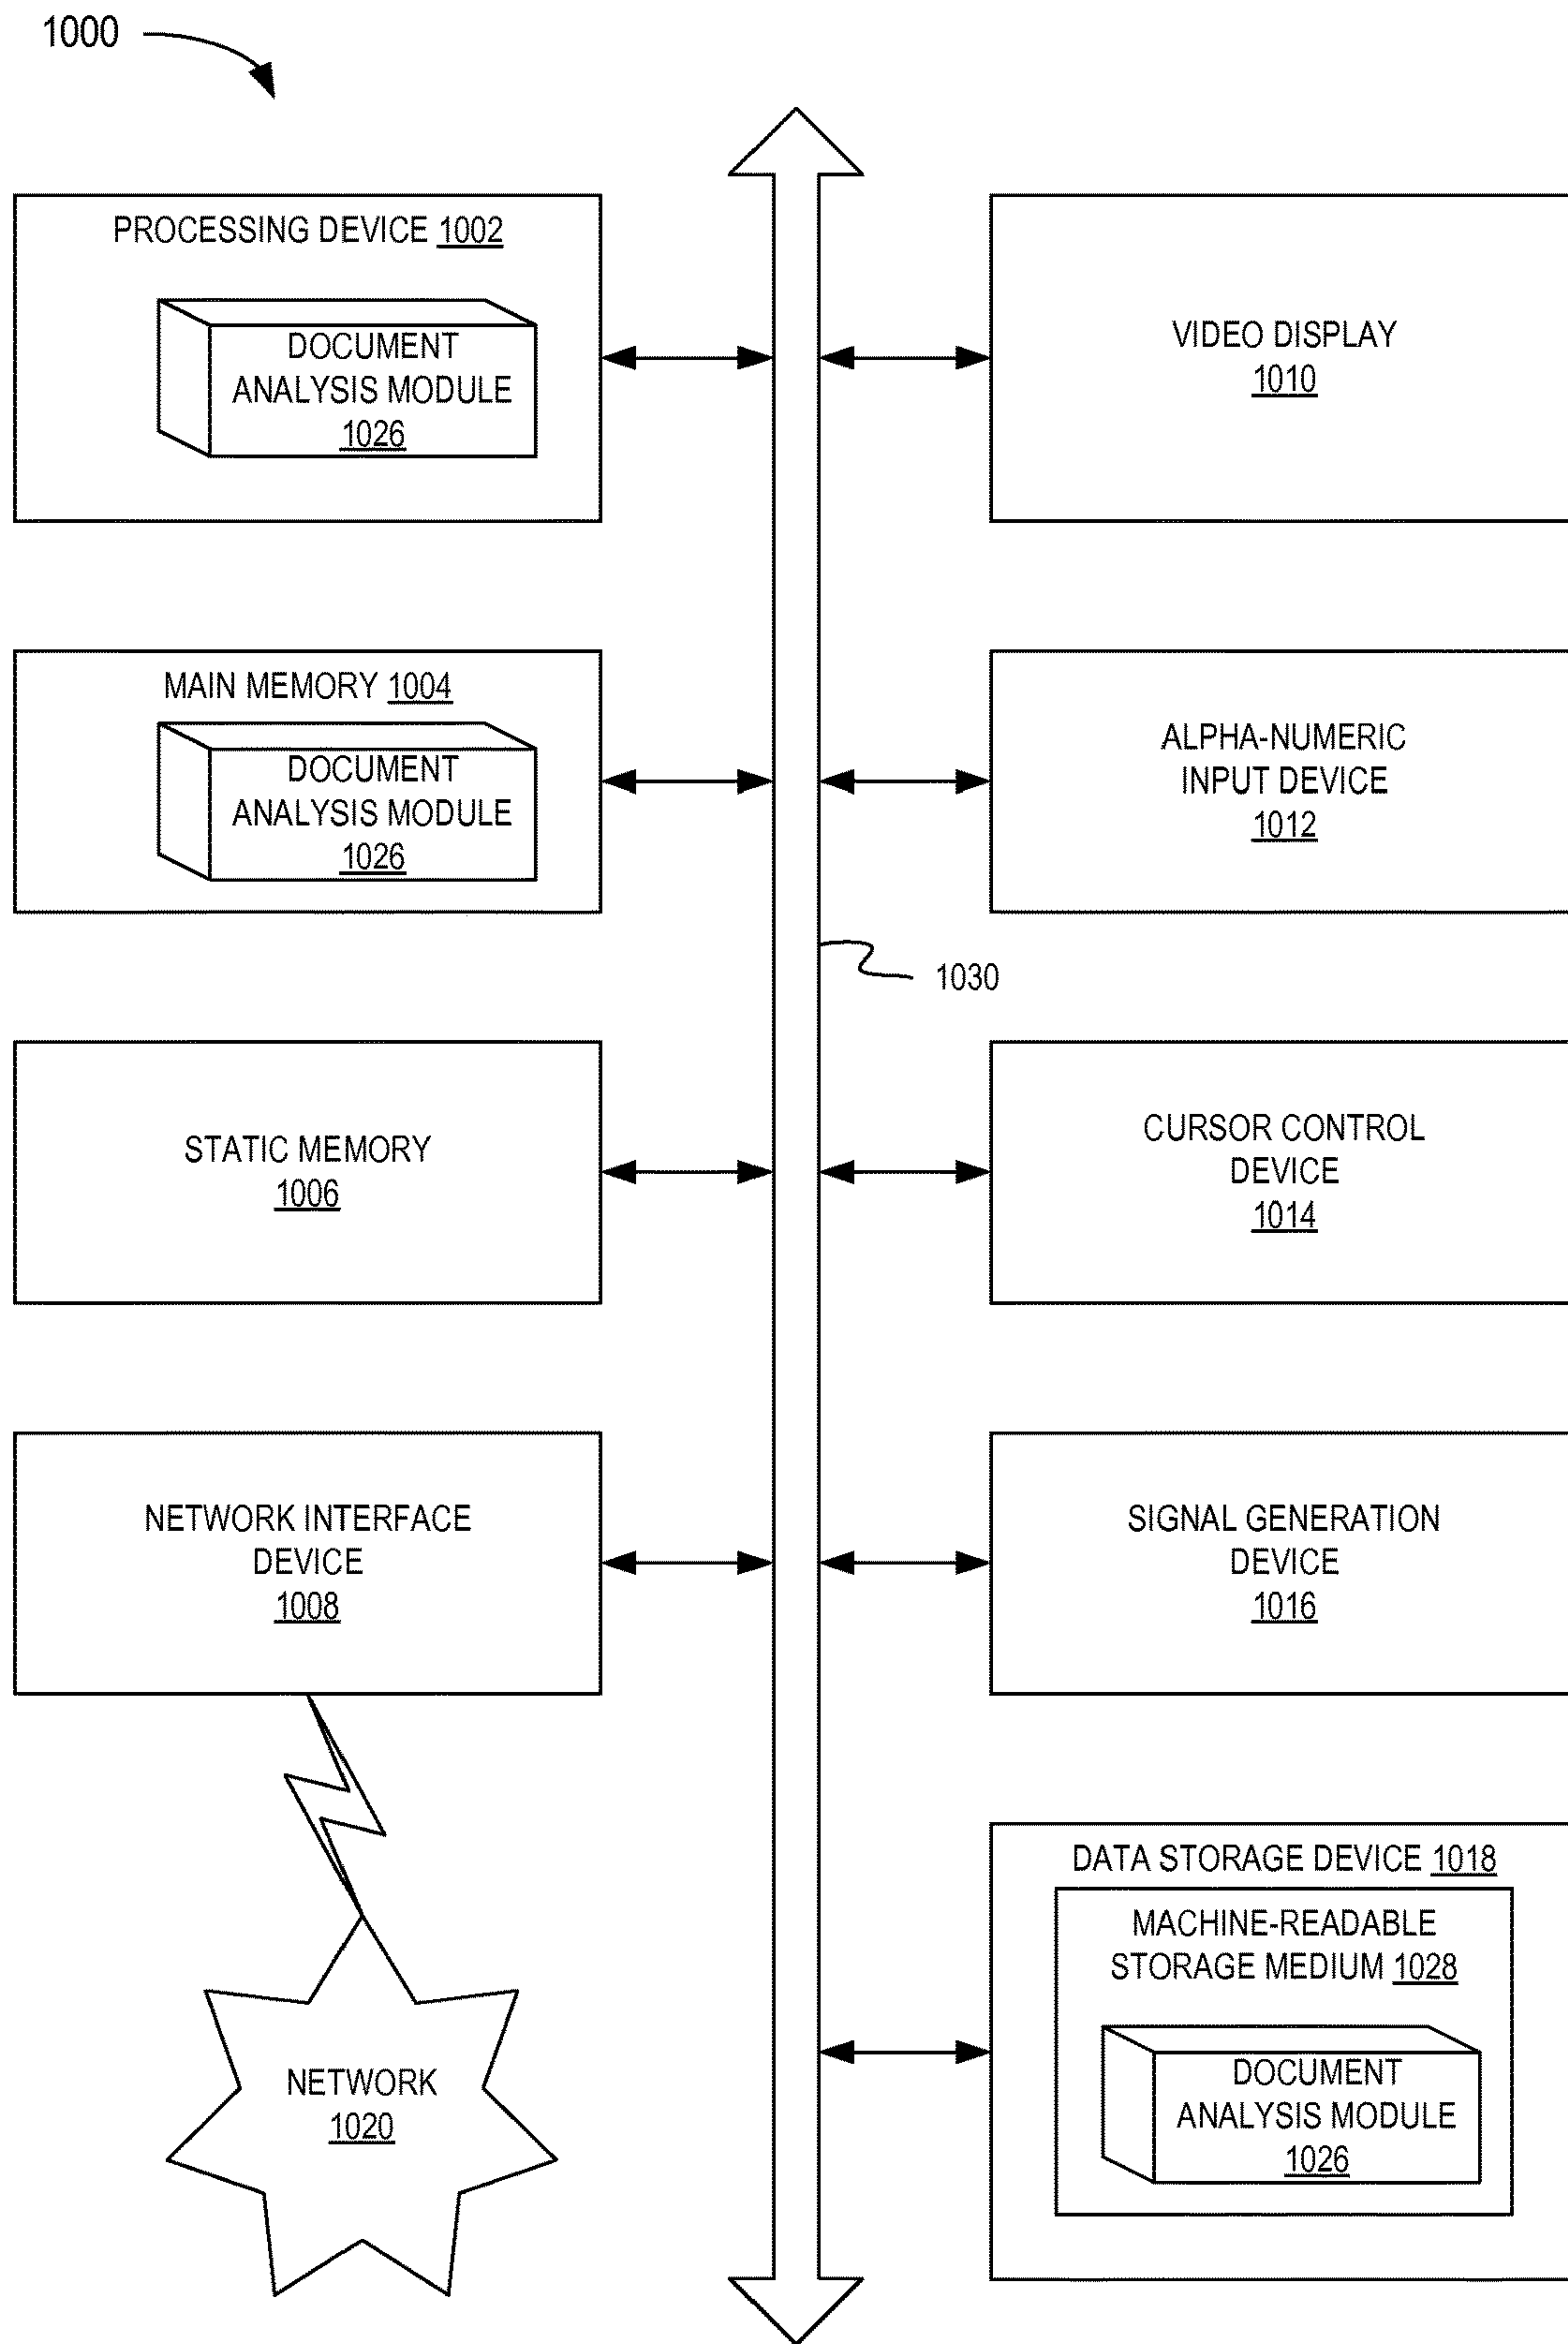 1000
PROCESSING DEVICE 1002
DOCUMENT
ANALYSIS MODULE
1026
VIDEO DISPLAY
1010
MAIN MEMORY 1004
DOCUMENT
ANALYSIS MODULE
1026
ALPHA-NUMERIC
INPUT DEVICE
1012
1030
STATIC MEMORY
1006
CURSOR CONTROL
DEVICE
1014
NETWORK INTERFACE
DEVICE
1008
SIGNAL GENERATION
DEVICE
1016
DATA STORAGE DEVICE 1018
MACHINE-READABLE
STORAGE MEDIUM 1028
DOCUMENT
ANALYSIS MODULE
1026
NETWORK
1020